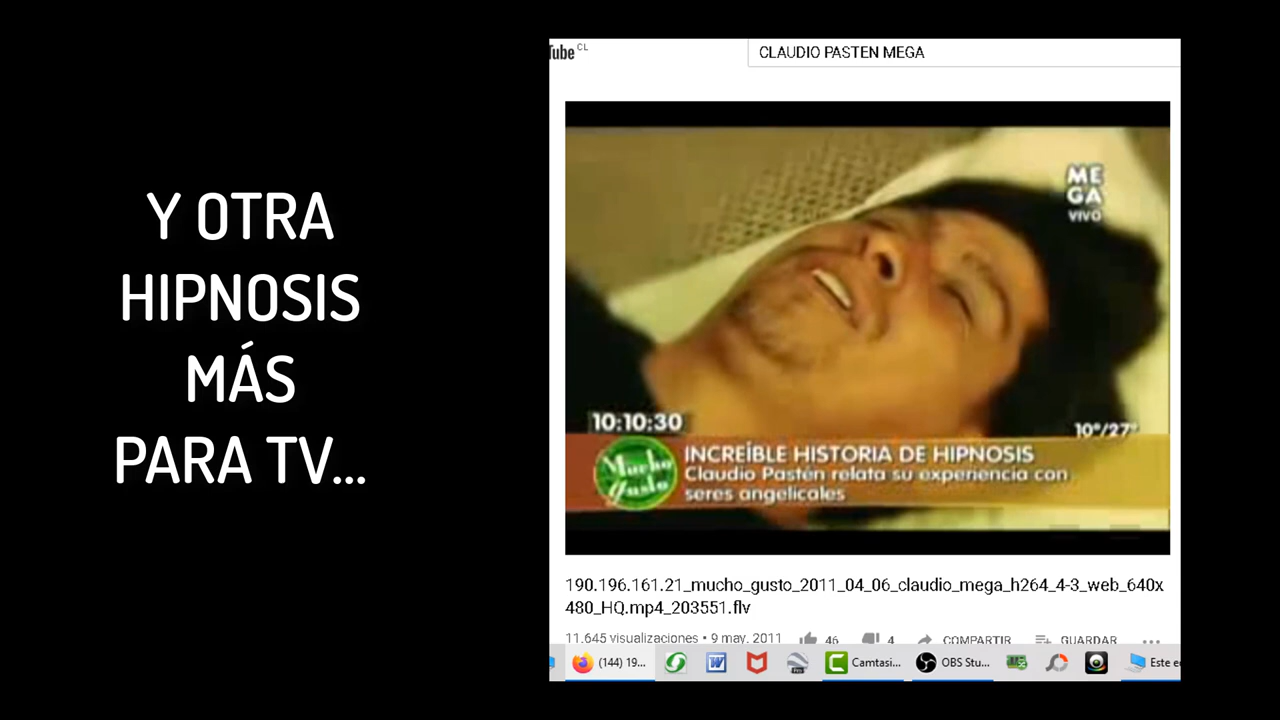 Y OTRA
HIPNOSIS
MÁS
PARA TV...
Tube CL
CLAUDIO PASTEN MEGA
ME
GA
VIVO
10:10:30
10°/27°
Mucho
gusto
INCREÍBLE HISTORIA DE HIPNOSIS
Claudio Pastén relata su experiencia con
seres angelicales
190.196.161.21_mucho_gusto_2011_04_06_claudio_mega_h264_4-3_web_640x
480_HQ.mp4_203551.flv
11.645 visualizaciones • 9 may. 2011 46 4 COMPARTIR GUARDAR ...
(144) 19... Camtasi... OBS Stu... Este e